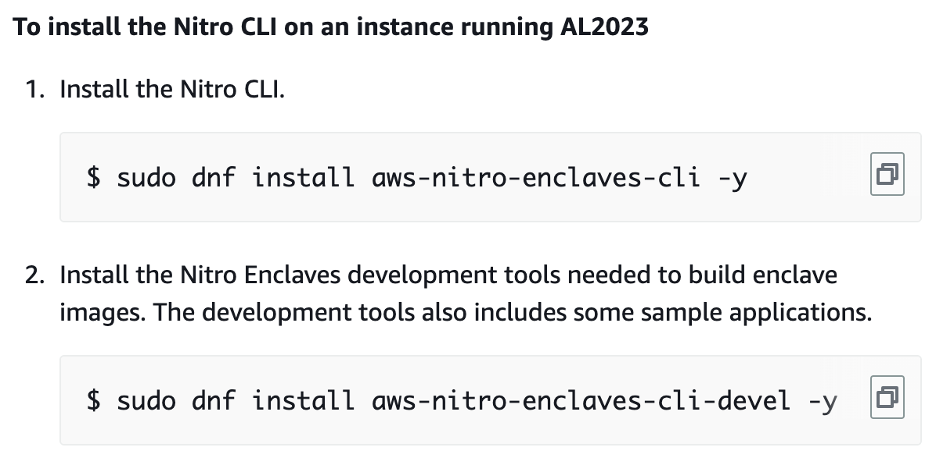 To install the Nitro CLI on an instance running AL2023
1. Install the Nitro CLI.
$ sudo dnf install aws-nitro-enclaves-cli -y
2. Install the Nitro Enclaves development tools needed to build enclave
images. The development tools also includes some sample applications.
$ sudo dnf install aws-nitro-enclaves-cli-devel -y